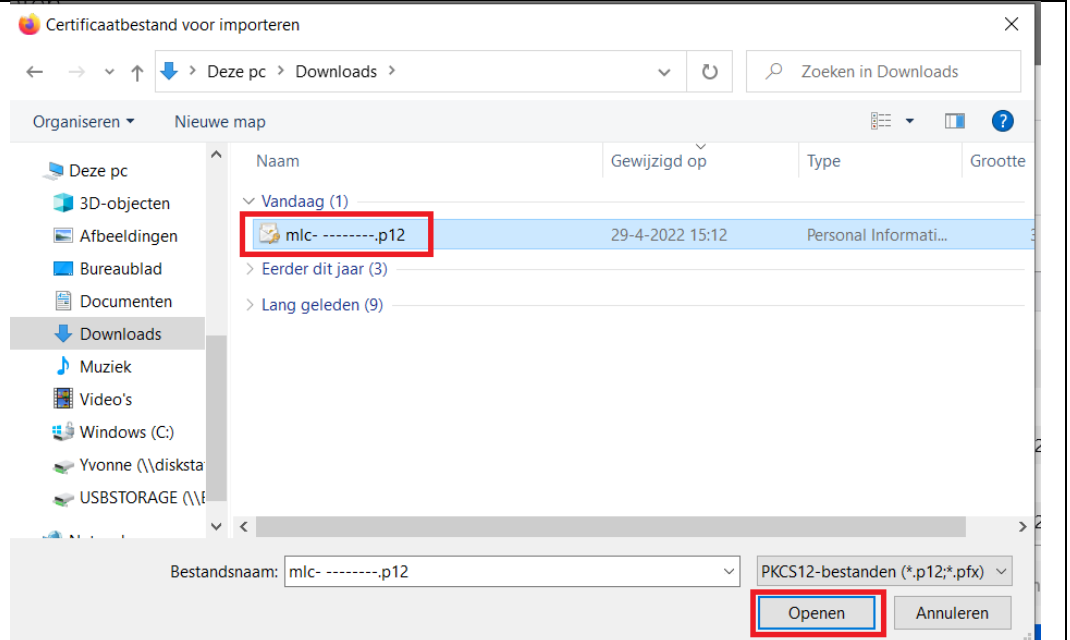 Certificaatbestand voor importeren
Deze pc > Downloads >
Zoeken in Downloads
Organiseren
Nieuwe map
Naam
Gewijzigd op
Type
Grootte
Deze pc
3D-objecten
Afbeeldingen
Bureaublad
Documenten
Downloads
Muziek
Video's
Windows (C:)
Yvonne (\\disksta
USBSTORAGE (\\E
Vandaag (1)
mlc- --------.p12
29-4-2022 15:12
Personal Informati...
Eerder dit jaar (3)
Lang geleden (9)
Bestandsnaam:
mlc- --------.p12
PKCS12-bestanden (*.p12;*.pfx)
Openen
Annuleren